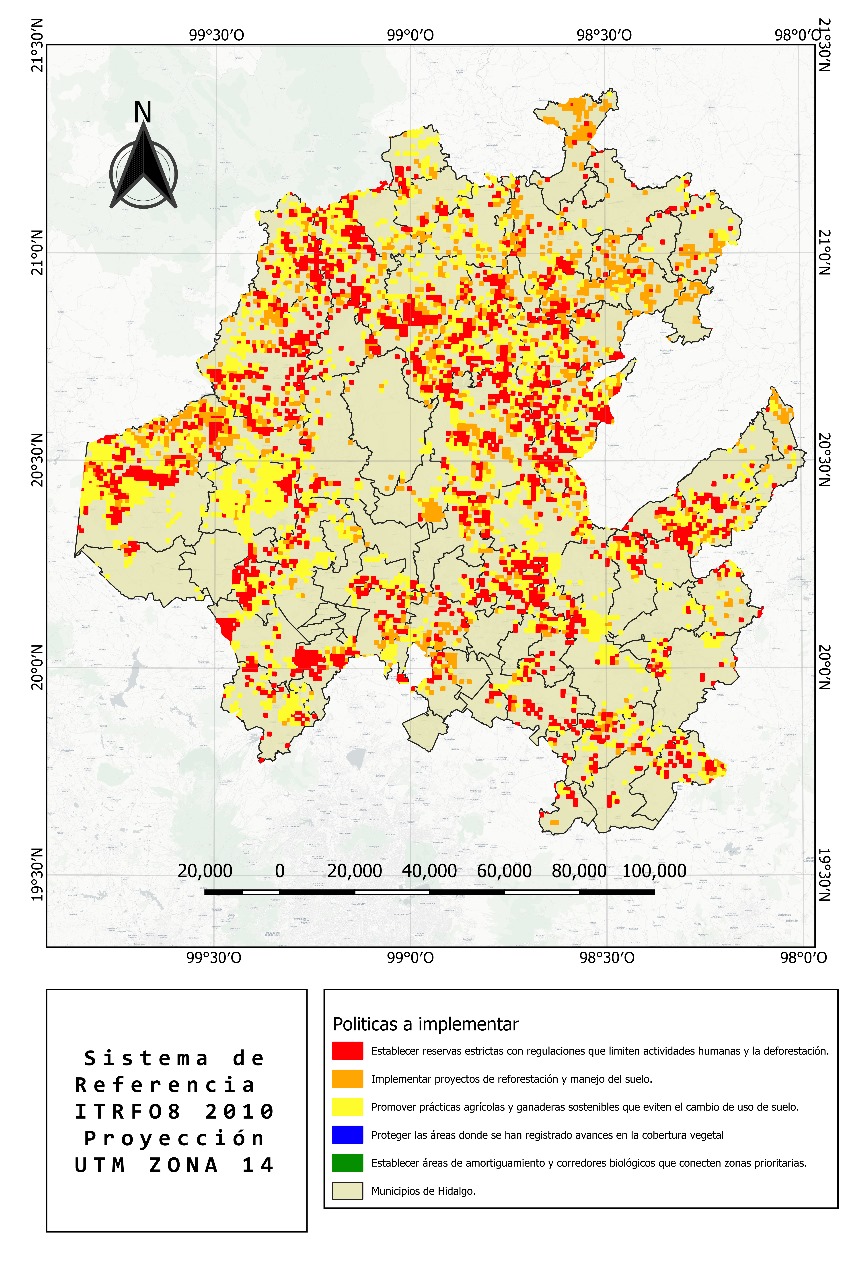 99°30'O 99°0'O 98°30'O 98°0'O
21°30'N 21°30'N
N
21°0'N 21°0'N
20°30'N 20°30'N
20°0'N 20°0'N
20,000 0 20,000 40,000 60,000 80,000 100,000
19°30'N 19°30'N
99°30'O 99°0'O 98°30'O 98°0'O
Sistema de
Referencia
ITRFO8 2010
Proyección
UTM ZONA 14
Politicas a implementar
Establecer reservas estrictas con regulaciones que limiten actividades humanas y la deforestación.
Implementar proyectos de reforestación y manejo del suelo.
Promover prácticas agrícolas y ganaderas sostenibles que eviten el cambio de uso de suelo.
Proteger las áreas donde se han registrado avances en la cobertura vegetal
Establecer áreas de amortiguamiento y corredores biológicos que conecten zonas prioritarias.
Municipios de Hidalgo.